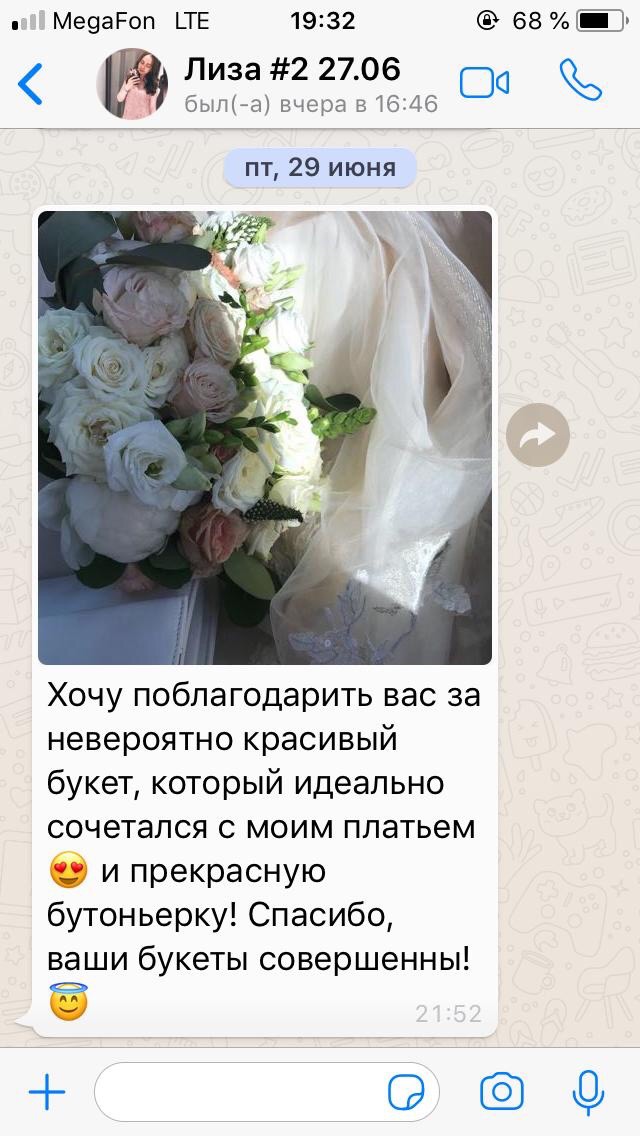 MegaFon LTE 19:32 68 %
Лиза #2 27.06
был(-а) вчера в 16:46
пт, 29 июня
Хочу поблагодарить вас за
невероятно красивый
букет, который идеально
сочетался с моим платьем
😍 и прекрасную
бутоньерку! Спасибо,
ваши букеты совершенны!
😇 21:52